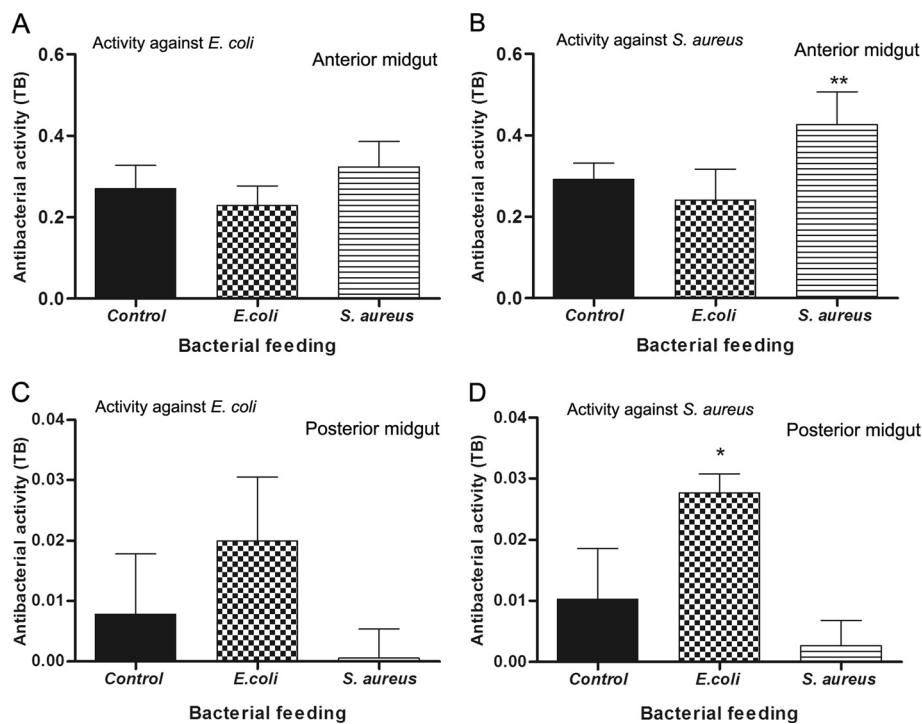 A
Activity against E. coli
Anterior midgut
Antibacterial activity (TB)
0.6
0.4
0.2
0.0
Control
E.coli
S. aureus
Bacterial feeding
B
Activity against S. aureus
Anterior midgut
**
Antibacterial activity (TB)
0.6
0.4
0.2
0.0
Control
E.coli
S. aureus
Bacterial feeding
C
Activity against E. coli
Posterior midgut
Antibacterial activity (TB)
0.04
0.03
0.02
0.01
0.00
Control
E.coli
S. aureus
Bacterial feeding
D
Activity against S. aureus
Posterior midgut
*
Antibacterial activity (TB)
0.04
0.03
0.02
0.01
0.00
Control
E.coli
S. aureus
Bacterial feeding